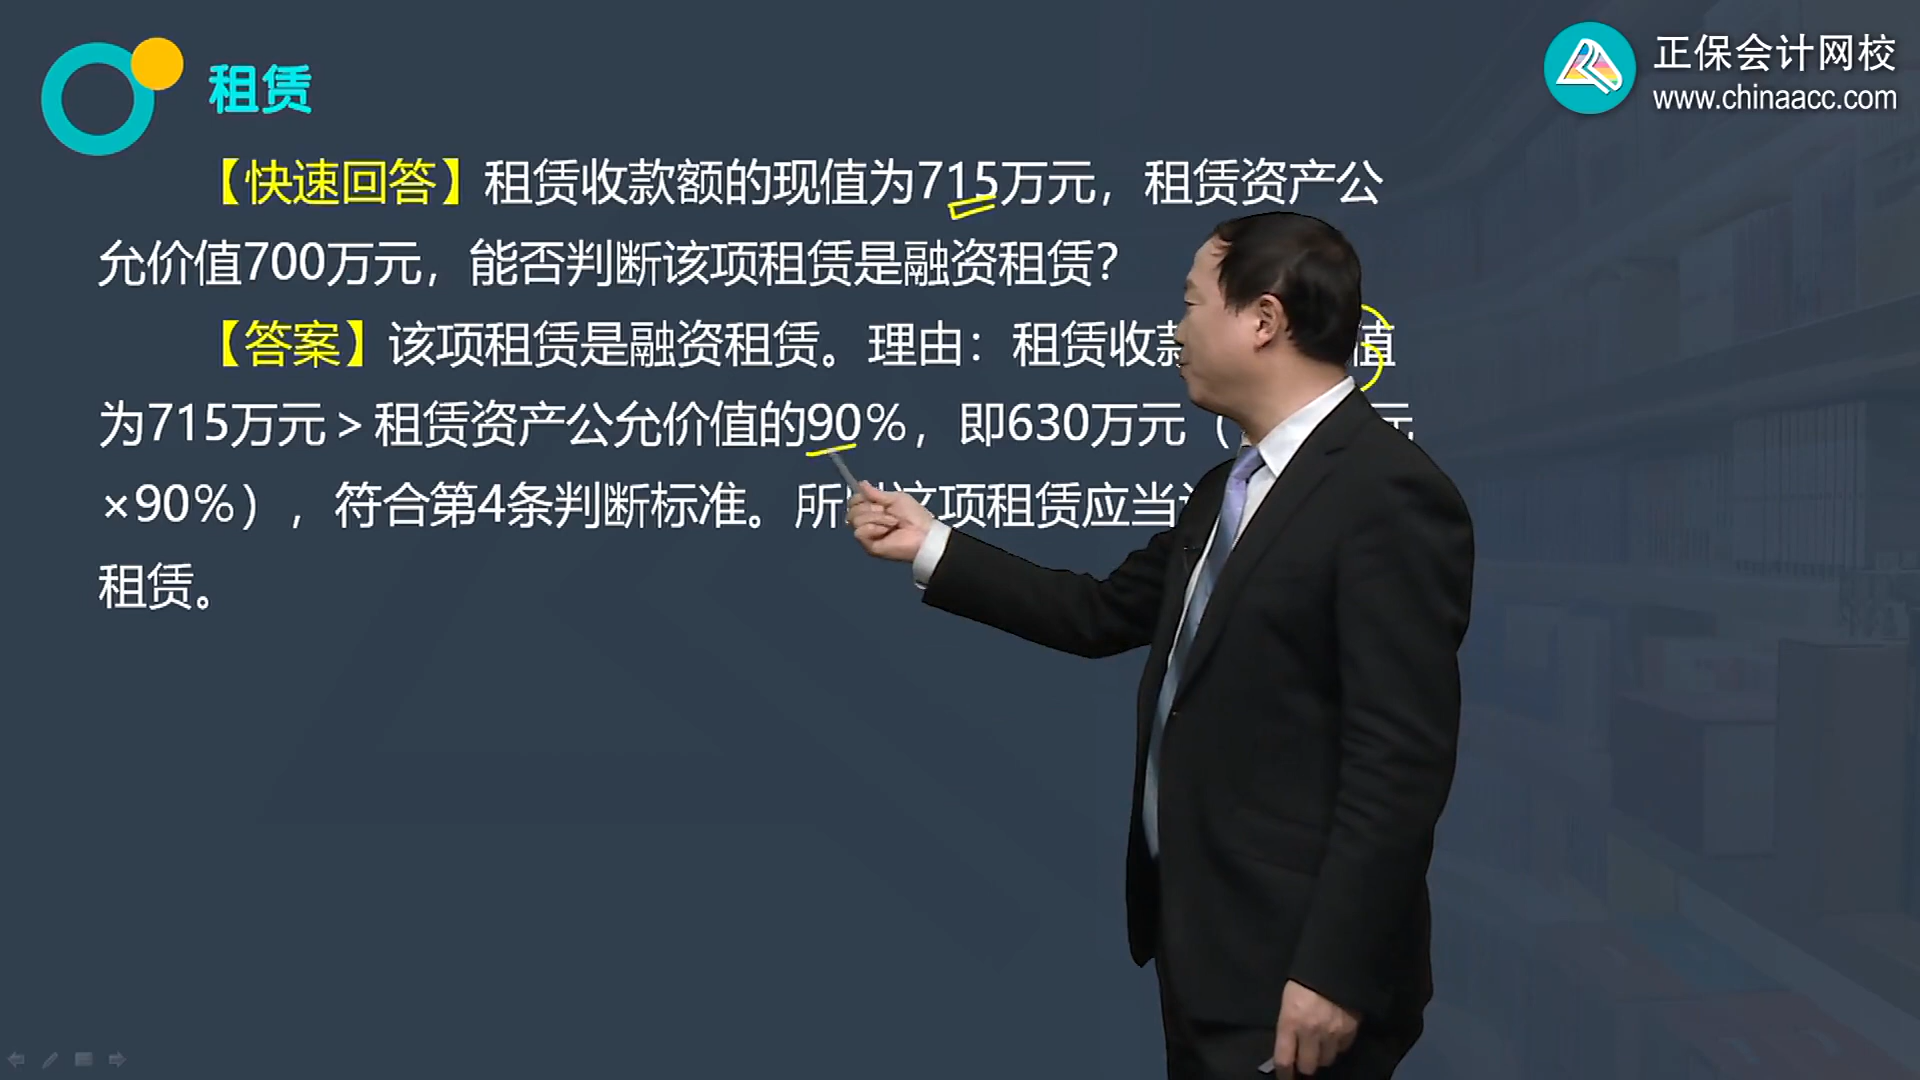 租赁
正保会计网校
www.chinaacc.com
【快速回答】租赁收款额的现值为715万元，租赁资产公
允价值700万元，能否判断该项租赁是融资租赁？
【答案】该项租赁是融资租赁。理由：租赁收款 值
为715万元＞租赁资产公允价值的90%，即630万元（ 元
×90%），符合第4条判断标准。所 该项租赁应当
租赁。